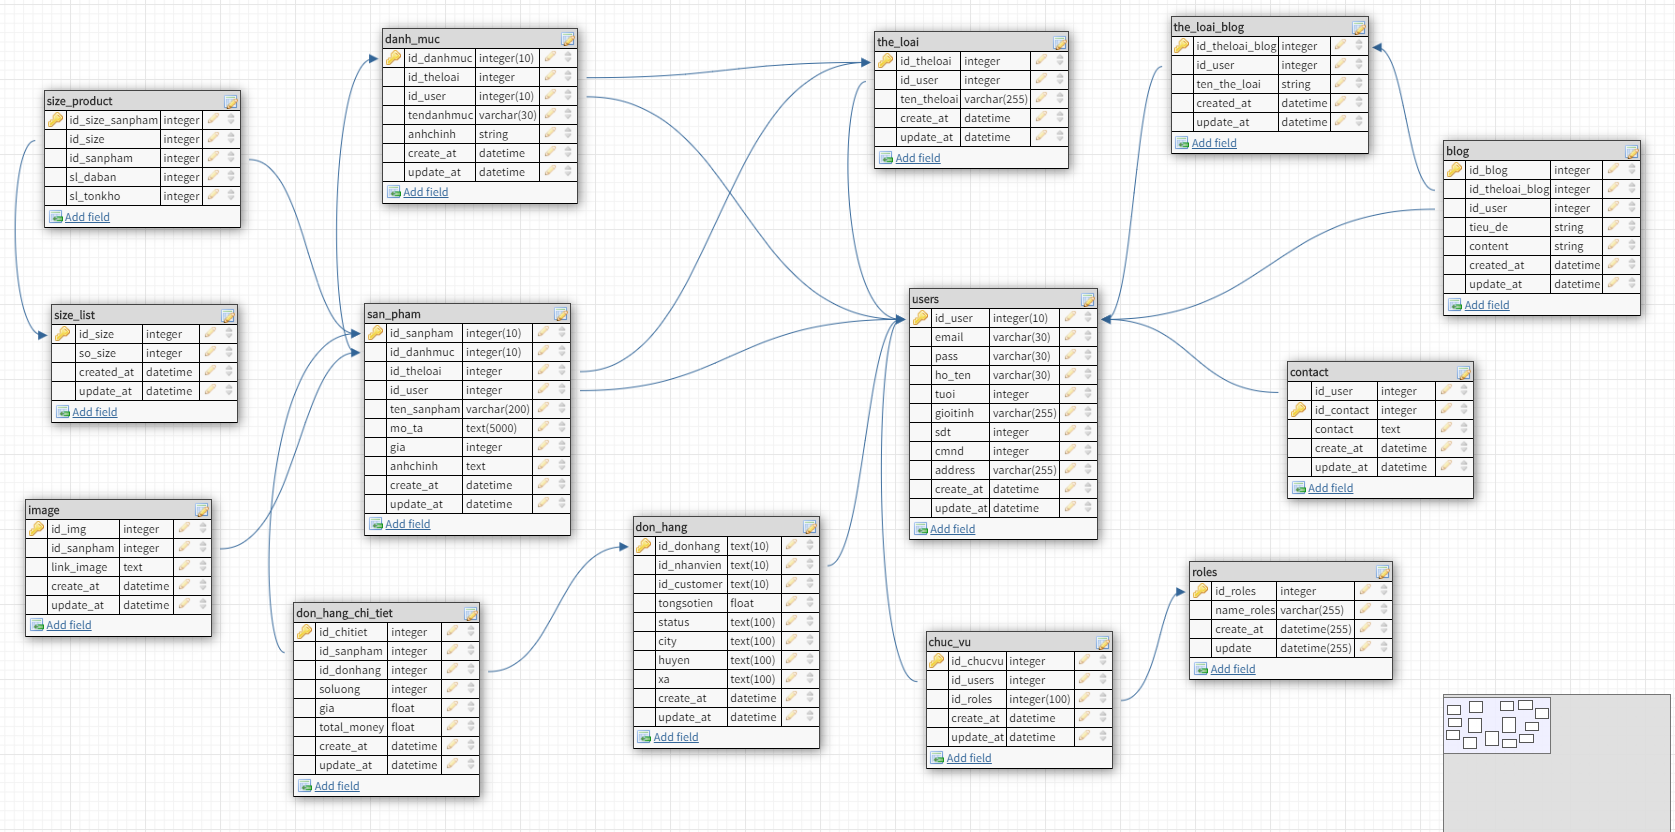 danh_muc
id_danhmuc integer(10)
id_theloai integer
id_user integer(10)
tendanhmuc varchar(30)
anhchinh string
create_at datetime
update_at datetime
Add field
the_loai
id_theloai integer
id_user integer
ten_theloai varchar(255)
create_at datetime
update_at datetime
Add field
the_loai_blog
id_theloai_blog integer
id_user integer
ten_the_loai string
created_at datetime
update_at datetime
Add field
size_product
id_size_sanpham integer
id_size integer
id_sanpham integer
sl_daban integer
sl_tonkho integer
Add field
blog
id_blog integer
id_theloai_blog integer
id_user integer
tieu_de string
content string
created_at datetime
update_at datetime
Add field
size_list
id_size integer
so_size integer
created_at datetime
update_at datetime
Add field
san_pham
id_sanpham integer(10)
id_danhmuc integer(10)
id_theloai integer
id_user integer
ten_sanpham varchar(200)
mo_ta text(5000)
gia integer
anhchinh text
create_at datetime
update_at datetime
Add field
users
id_user integer(10)
email varchar(30)
pass varchar(30)
ho_ten varchar(30)
tuoi integer
gioitinh varchar(255)
sdt integer
cmnd integer
address varchar(255)
create_at datetime
update_at datetime
Add field
contact
id_user integer
id_contact integer
contact text
create_at datetime
update_at datetime
Add field
image
id_img integer
id_sanpham integer
link_image text
create_at datetime
update_at datetime
Add field
don_hang
id_donhang text(10)
id_nhanvien text(10)
id_customer text(10)
tongsotien float
status text(100)
city text(100)
huyen text(100)
xa text(100)
create_at datetime
update_at datetime
Add field
roles
id_roles integer
name_roles varchar(255)
create_at datetime(255)
update datetime(255)
Add field
don_hang_chi_tiet
id_chitiet integer
id_sanpham integer
id_donhang integer
soluong integer
gia float
total_money float
create_at datetime
update_at datetime
Add field
chuc_vu
id_chucvu integer
id_users integer
id_roles integer(100)
create_at datetime
update_at datetime
Add field